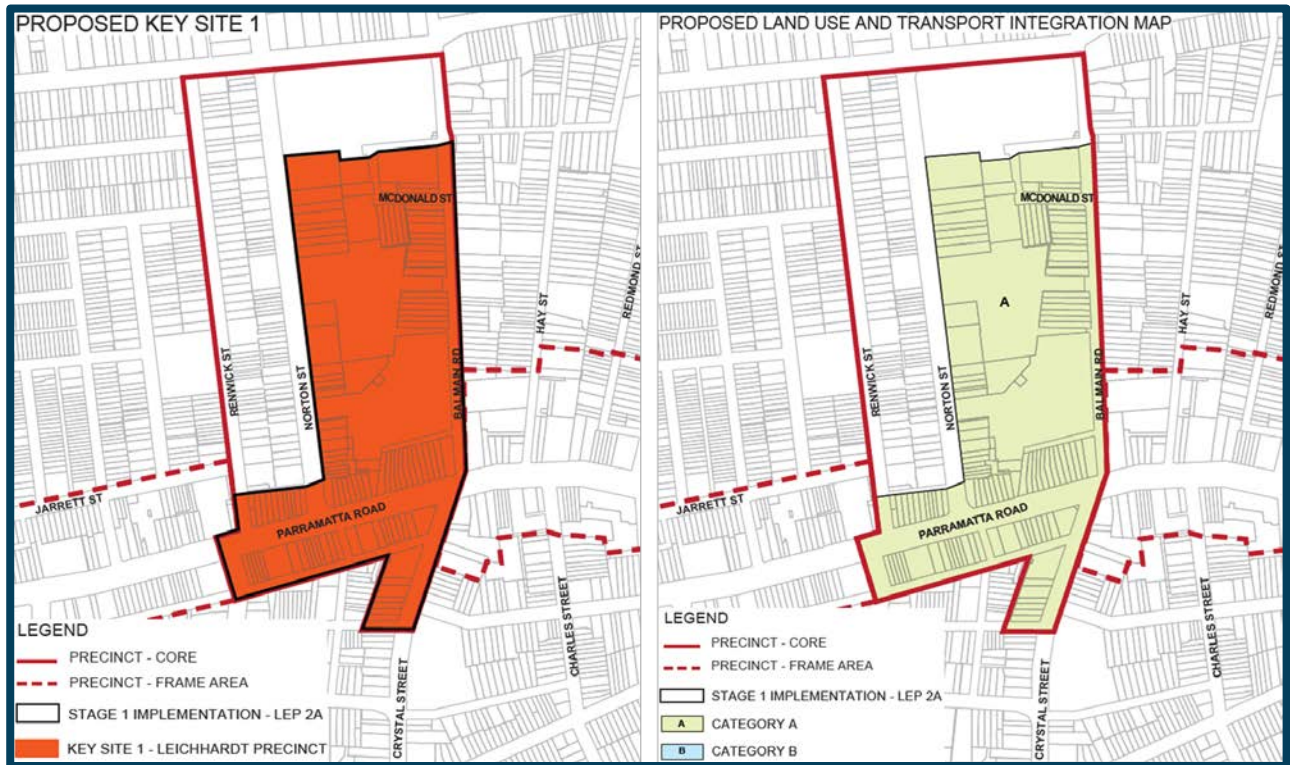 PROPOSED KEY SITE 1
MCDONALD ST
HAY ST
REDMOND ST
RENWICK ST
NORTON ST
BALMAIN RD
JARRETT ST
PARRAMATTA ROAD
CHARLES STREET
CRYSTAL STREET
LEGEND
PRECINCT - CORE
PRECINCT - FRAME AREA
STAGE 1 IMPLEMENTATION - LEP 2A
KEY SITE 1 - LEICHHARDT PRECINCT
PROPOSED LAND USE AND TRANSPORT INTEGRATION MAP
MCDONALD ST
A
HAY ST
REDMOND ST
RENWICK ST
NORTON ST
BALMAIN RD
JARRETT ST
PARRAMATTA ROAD
CHARLES STREET
CRYSTAL STREET
LEGEND
PRECINCT - CORE
PRECINCT - FRAME AREA
STAGE 1 IMPLEMENTATION - LEP 2A
A CATEGORY A
B CATEGORY B